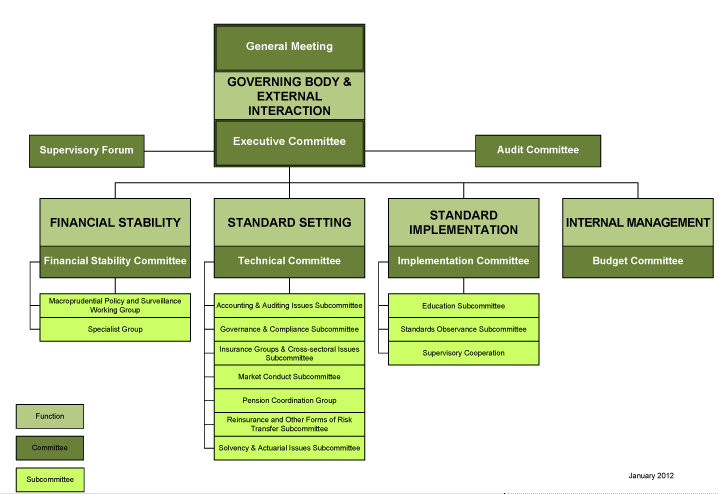 General Meeting
GOVERNING BODY &
EXTERNAL
INTERACTION
Executive Committee
Supervisory Forum
Audit Committee
FINANCIAL STABILITY
Financial Stability Committee
Macroprudential Policy and Surveillance
Working Group
Specialist Group
STANDARD SETTING
Technical Committee
Accounting & Auditing Issues Subcommittee
Governance & Compliance Subcommittee
Insurance Groups & Cross-sectoral Issues
Subcommittee
Market Conduct Subcommittee
Pension Coordination Group
Reinsurance and Other Forms of Risk
Transfer Subcommittee
Solvency & Actuarial Issues Subcommittee
STANDARD
IMPLEMENTATION
Implementation Committee
Education Subcommittee
Standards Observance Subcommittee
Supervisory Cooperation
INTERNAL MANAGEMENT
Budget Committee
Function
Committee
Subcommittee
January 2012